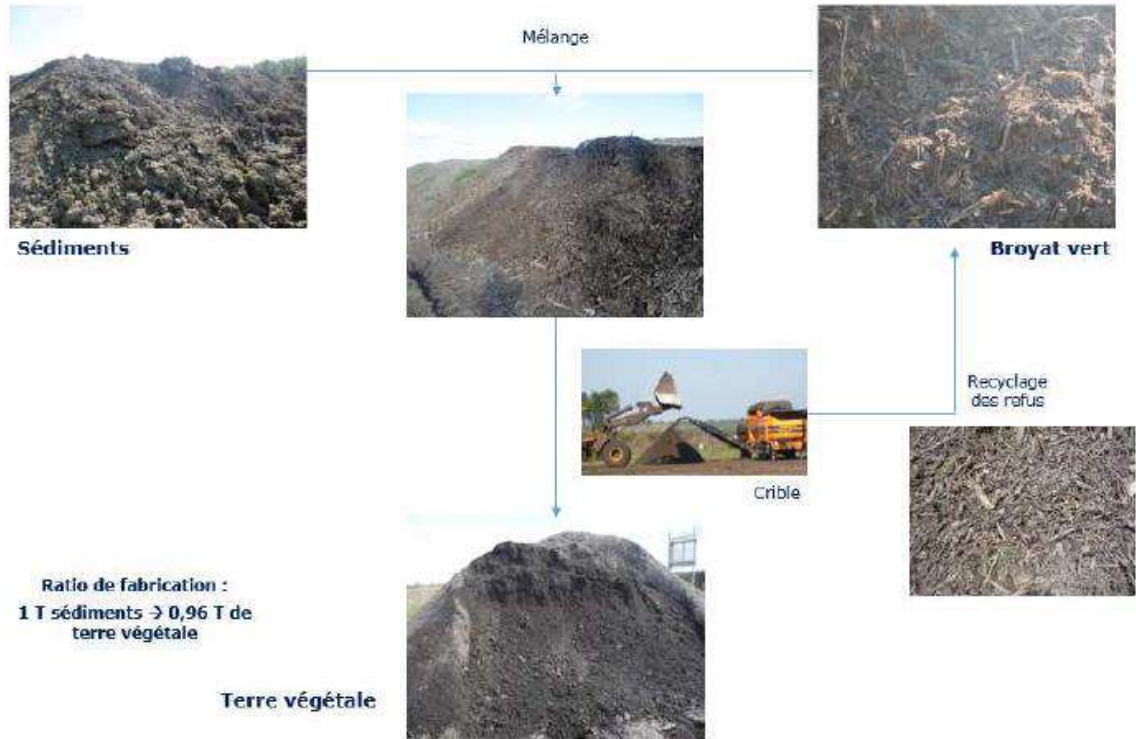 Mélange
Sédiments
Broyat vert
Recyclage
des refus
Crible
Ratio de fabrication :
1 T sédiments → 0,96 T de
terre végétale
Terre végétale